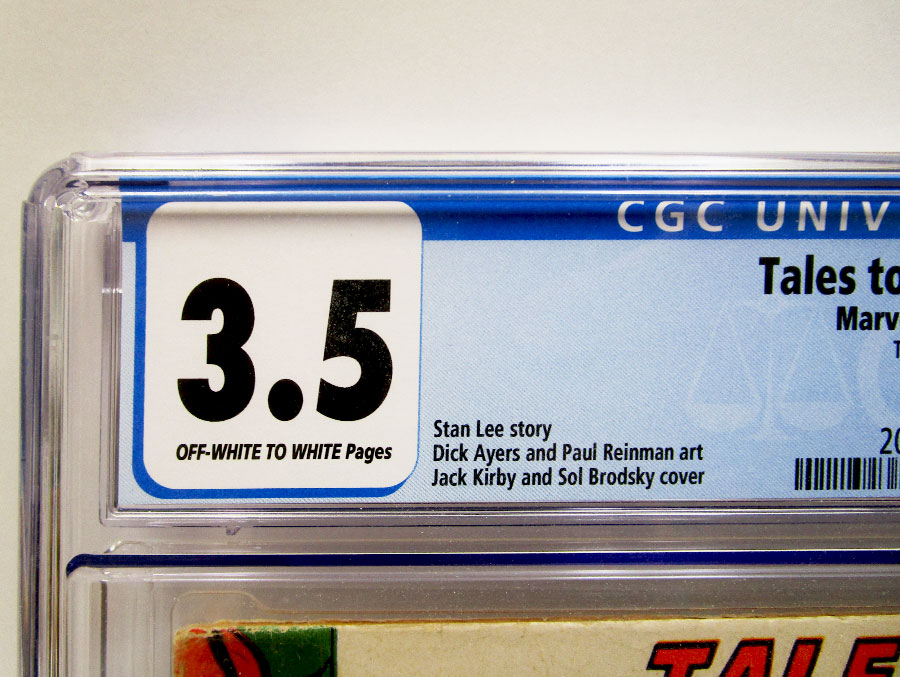 CGC UNIV
Tales to
Marv
T
3.5
OFF-WHITE TO WHITE Pages
Stan Lee story
Dick Ayers and Paul Reinman art
Jack Kirby and Sol Brodsky cover
20
TALE